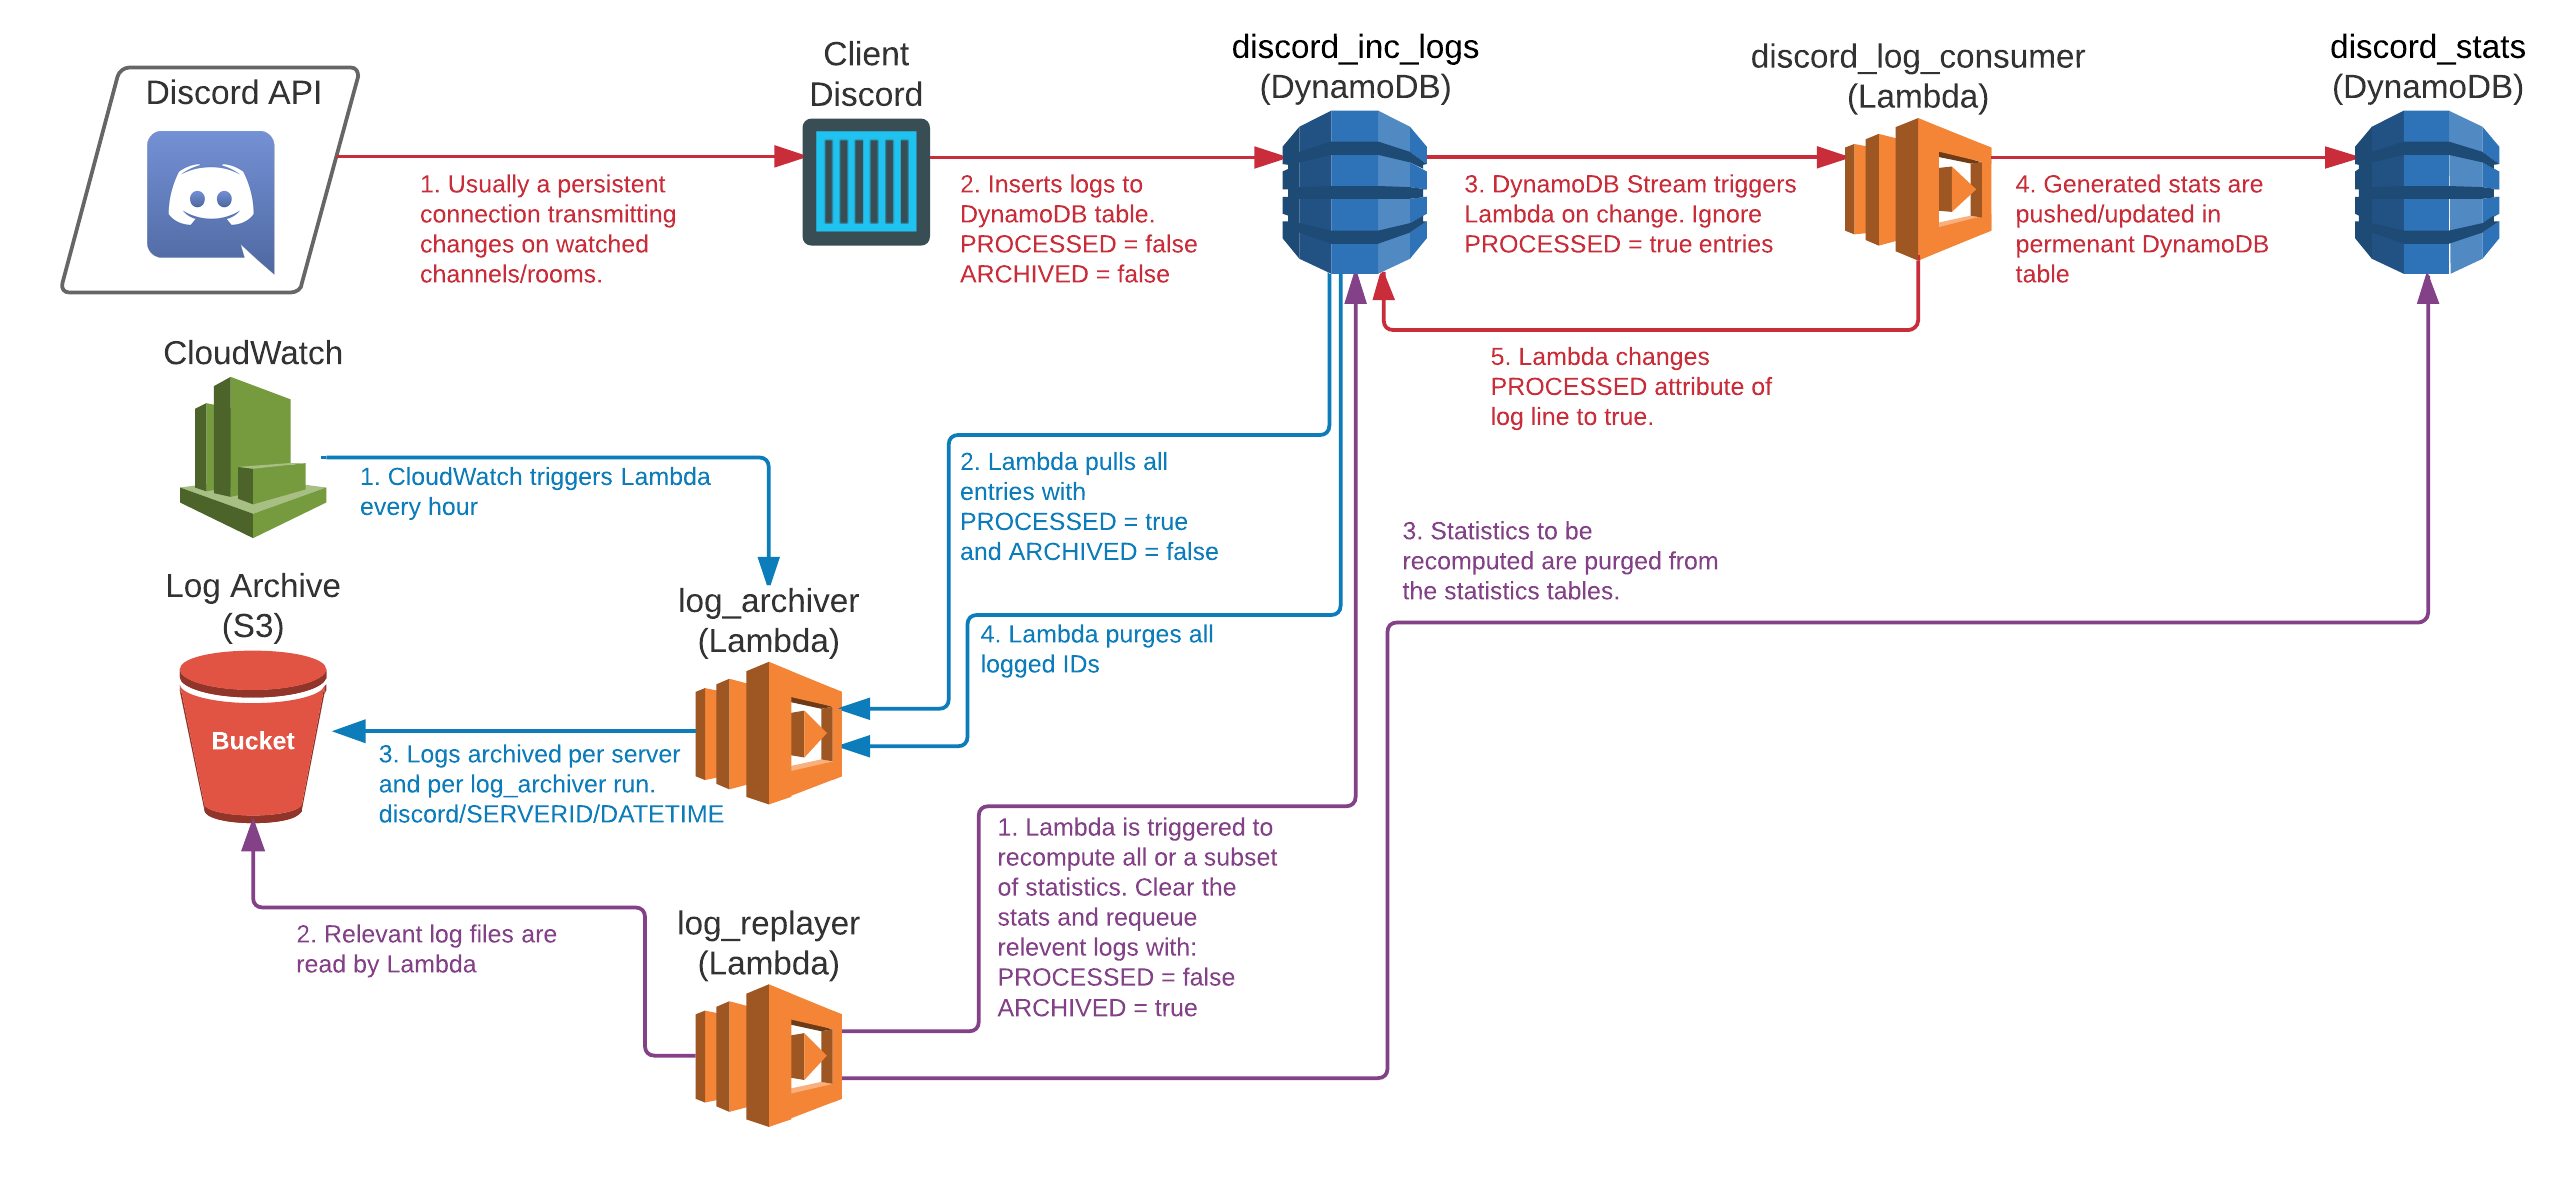 Discord API
Client
Discord
discord_inc_logs
(DynamoDB)
discord_log_consumer
(Lambda)
discord_stats
(DynamoDB)
1. Usually a persistent
connection transmitting
changes on watched
channels/rooms.
2. Inserts logs to
DynamoDB table.
PROCESSED = false
ARCHIVED = false
3. DynamoDB Stream triggers
Lambda on change. Ignore
PROCESSED = true entries
4. Generated stats are
pushed/updated in
permenant DynamoDB
table
5. Lambda changes
PROCESSED attribute of
log line to true.
CloudWatch
1. CloudWatch triggers Lambda
every hour
2. Lambda pulls all
entries with
PROCESSED = true
and ARCHIVED = false
3. Statistics to be
recomputed are purged from
the statistics tables.
Log Archive
(S3)
Bucket
log_archiver
(Lambda)
4. Lambda purges all
logged IDs
3. Logs archived per server
and per log_archiver run.
discord/SERVERID/DATETIME
1. Lambda is triggered to
recompute all or a subset
of statistics. Clear the
stats and requeue
relevent logs with:
PROCESSED = false
ARCHIVED = true
2. Relevant log files are
read by Lambda
log_replayer
(Lambda)